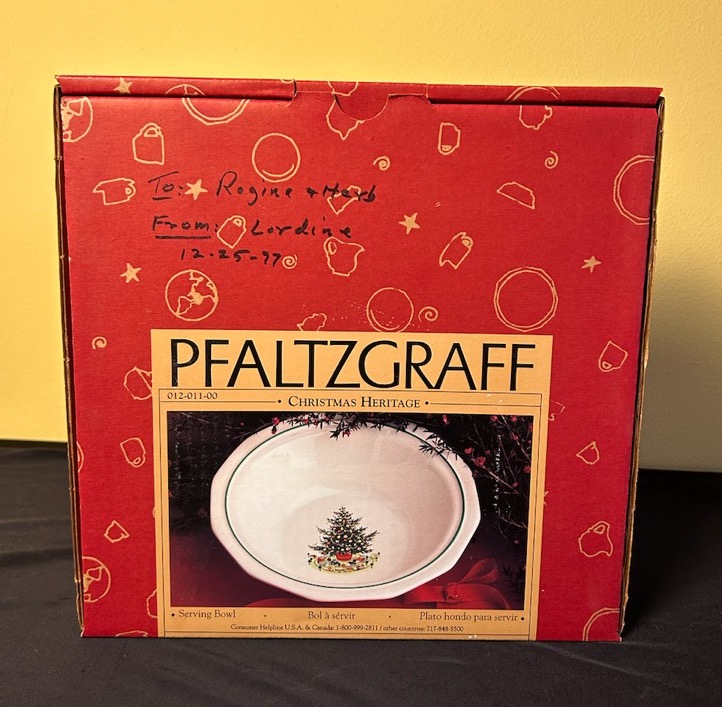 To: Rogine + Herb
From: Lordine
12-25-97
PFALTZGRAFF
012-011-00
• CHRISTMAS HERITAGE •
• Serving Bowl · Bol à sérvir · Plato hondo para servir •
Consumer Helpline U.S.A. & Canada: 1-800-999-2811 / other countries: 717-848-5500